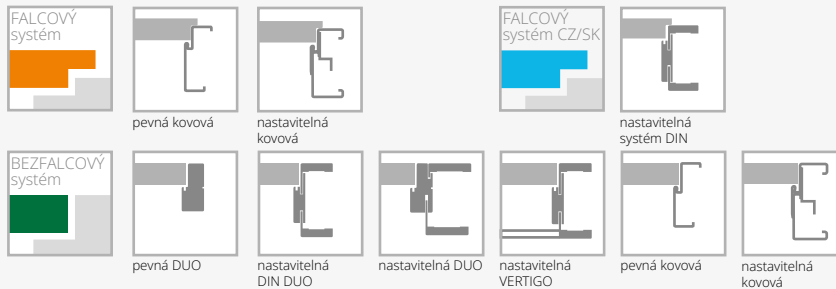 FALCOVÝ
systém
pevná kovová
nastavitelná
kovová
FALCOVÝ
systém CZ/SK
nastavitelná
systém DIN
BEZFALCOVÝ
systém
pevná DUO
nastavitelná
DIN DUO
nastavitelná DUO
nastavitelná
VERTIGO
pevná kovová
nastavitelná
kovová